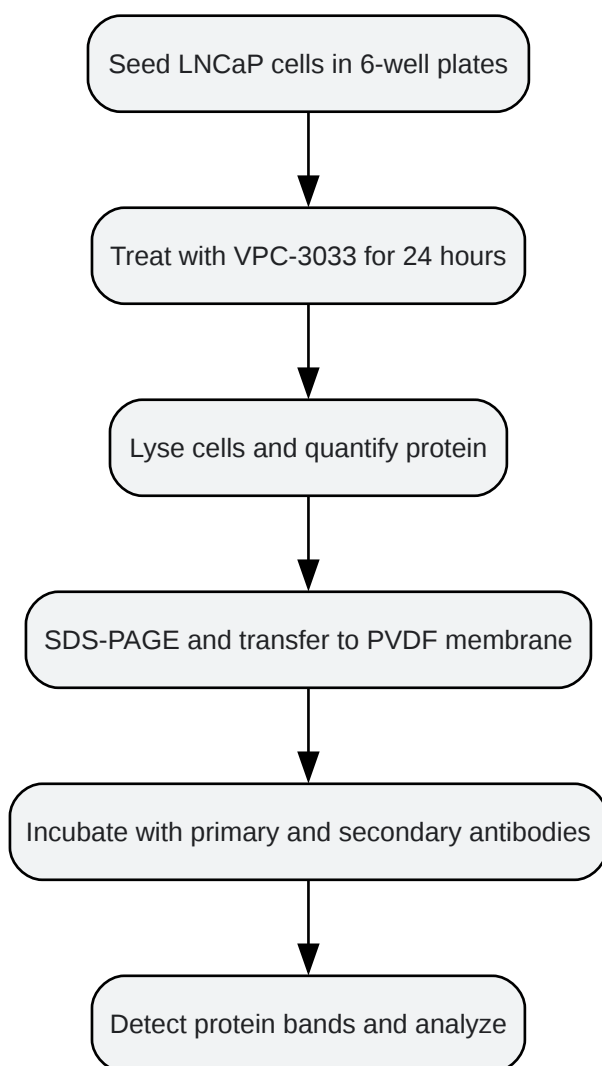 Seed LNCaP cells in 6-well plates
Treat with VPC-3033 for 24 hours
Lyse cells and quantify protein
SDS-PAGE and transfer to PVDF membrane
Incubate with primary and secondary antibodies
Detect protein bands and analyze